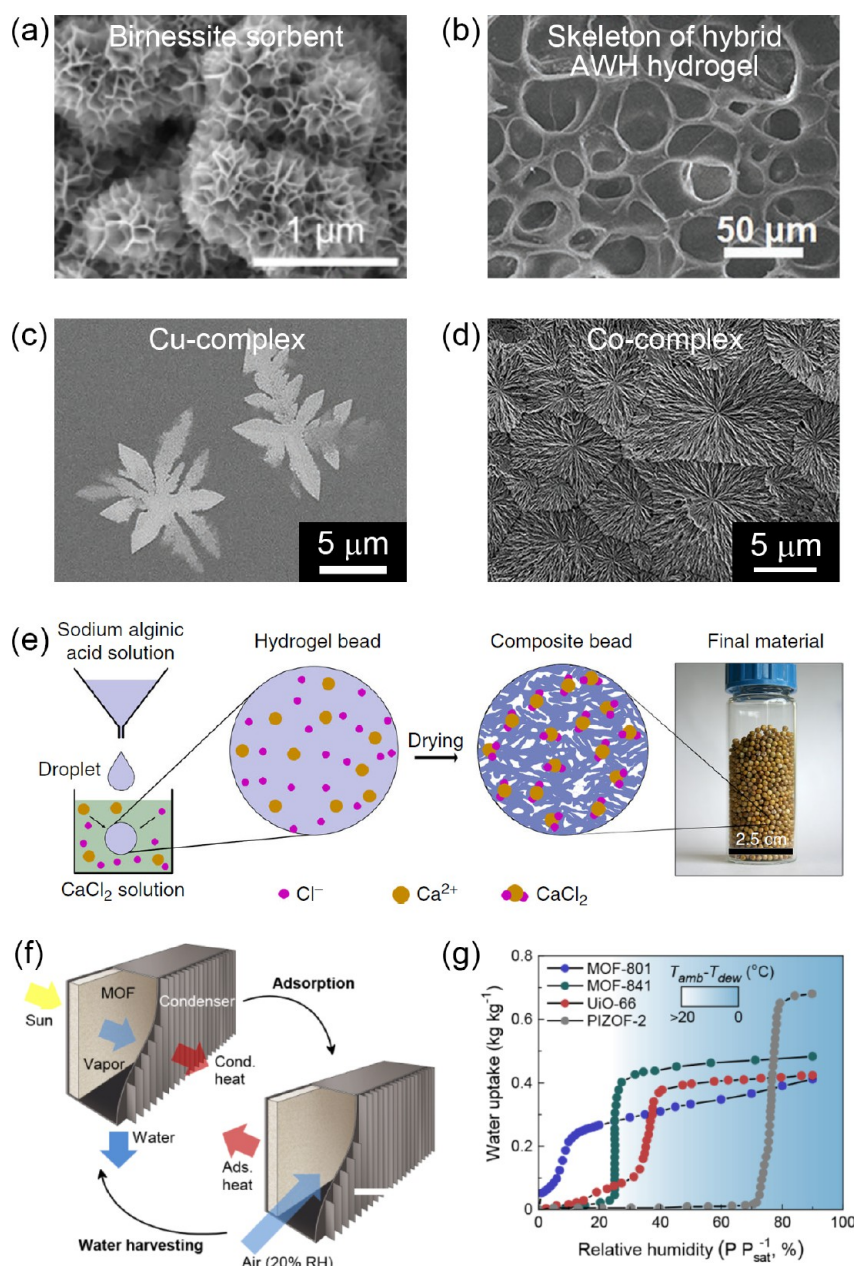 (a)
Birnessite sorbent
1 μm
(b)
Skeleton of hybrid
AWH hydrogel
50 μm
(c)
Cu-complex
5 μm
(d)
Co-complex
5 μm
(e)
Sodium alginic
acid solution
Droplet
CaCl2 solution
Hydrogel bead
Drying
Composite bead
Final material
2.5 cm
Cl−
Ca2+
CaCl2
(f)
Sun
MOF
Condenser
Vapor
Cond.
heat
Water
Adsorption
Ads.
heat
Water harvesting
Air (20% RH)
(g)
Water uptake (kg kg-1)
0.8
0.6
0.4
0.2
0
MOF-801
MOF-841
UiO-66
PIZOF-2
Tamb-Tdew (°C)
>20 0
0 20 40 60 80 100
Relative humidity (P Psat-1, %)